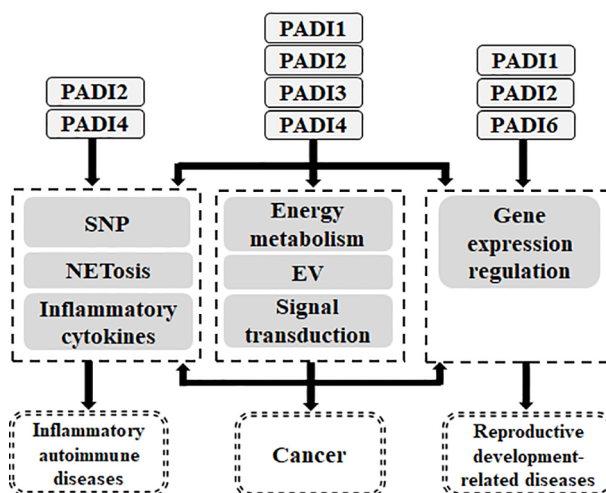 PADI2
PADI4
PADI1
PADI2
PADI3
PADI4
PADI1
PADI2
PADI6
SNP
NETosis
Inflammatory
cytokines
Energy
metabolism
EV
Signal
transduction
Gene
expression
regulation
Inflammatory
autoimmune
diseases
Cancer
Reproductive
development-
related diseases